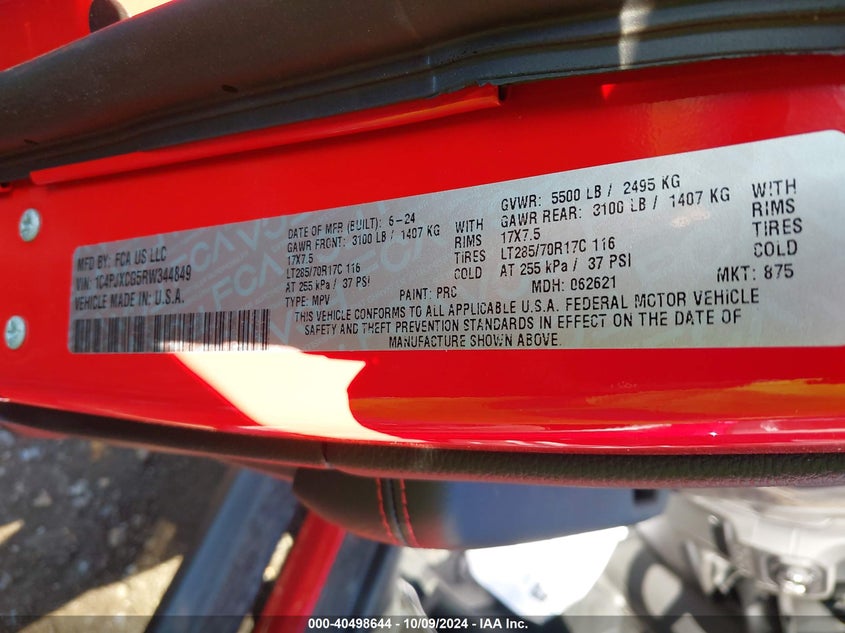 MFD BY: FCA US LLC
VIN: 1C4PJXCG5RW344849
VEHICLE MADE IN: U.S.A.
DATE OF MFR (BUILT): 6-24
GAWR FRONT: 3100 LB / 1407 KG WITH
17X7.5 RIMS
LT285/70R17C 116 TIRES
AT 255 KPA / 37 PSI COLD
TYPE: MPV PAINT: PRC
GVWR: 5500 LB / 2495 KG
GAWR REAR: 3100 LB / 1407 KG WITH
17X7.5 RIMS
LT285/70R17C 116 TIRES
AT 255 KPA / 37 PSI COLD
MDH: 062621 MKT: 875
THIS VEHICLE CONFORMS TO ALL APPLICABLE U.S.A. FEDERAL MOTOR VEHICLE
SAFETY AND THEFT PREVENTION STANDARDS IN EFFECT ON THE DATE OF
MANUFACTURE SHOWN ABOVE.
000-40498644 / 10/09/2024 - IAA Inc.